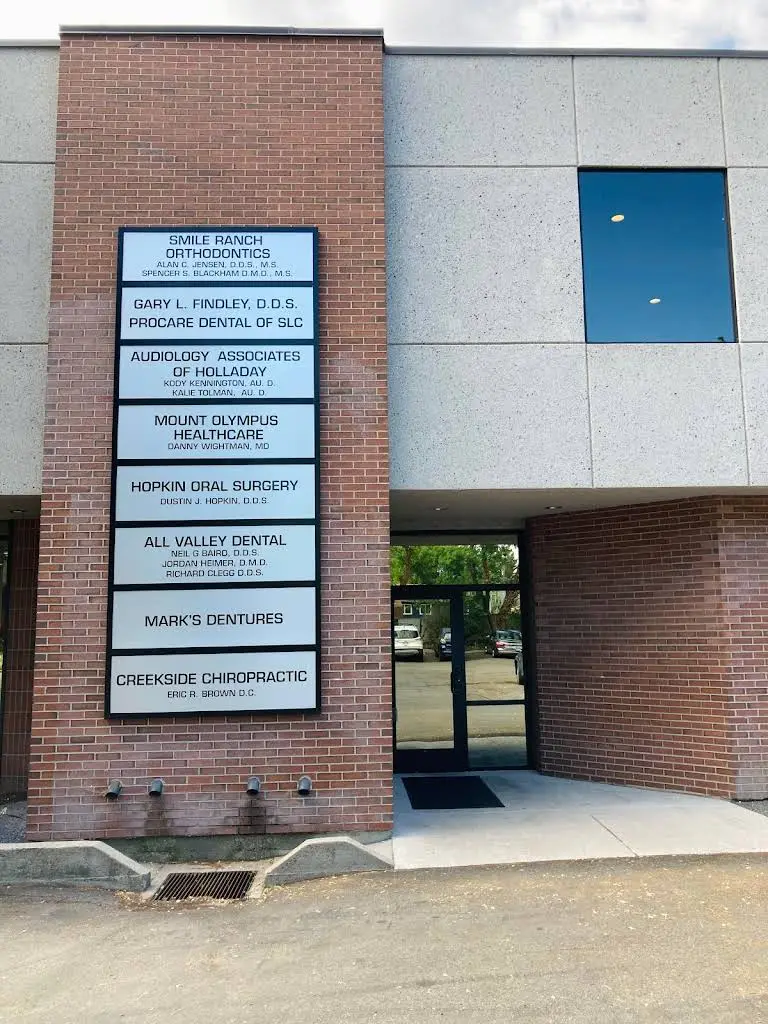 SMILE RANCH
ORTHODONTICS
ALAN C. JENSEN, D.D.S., M.S.
SPENCER S. BLACKHAM D.M.D., M.S.
GARY L. FINDLEY, D.D.S.
PROCARE DENTAL OF SLC
AUDIOLOGY ASSOCIATES
OF HOLLADAY
KODY KENNINGTON, AU. D.
KALIE TOLMAN, AU. D.
MOUNT OLYMPUS
HEALTHCARE
DANNY WIGHTMAN, MD
HOPKIN ORAL SURGERY
DUSTIN J. HOPKIN, D.D.S.
ALL VALLEY DENTAL
NEIL G BAIRD, D.D.S.
JORDAN HEIMER, D.M.D.
RICHARD CLEGG D.D.S.
MARK'S DENTURES
CREEKSIDE CHIROPRACTIC
ERIC R. BROWN D.C.